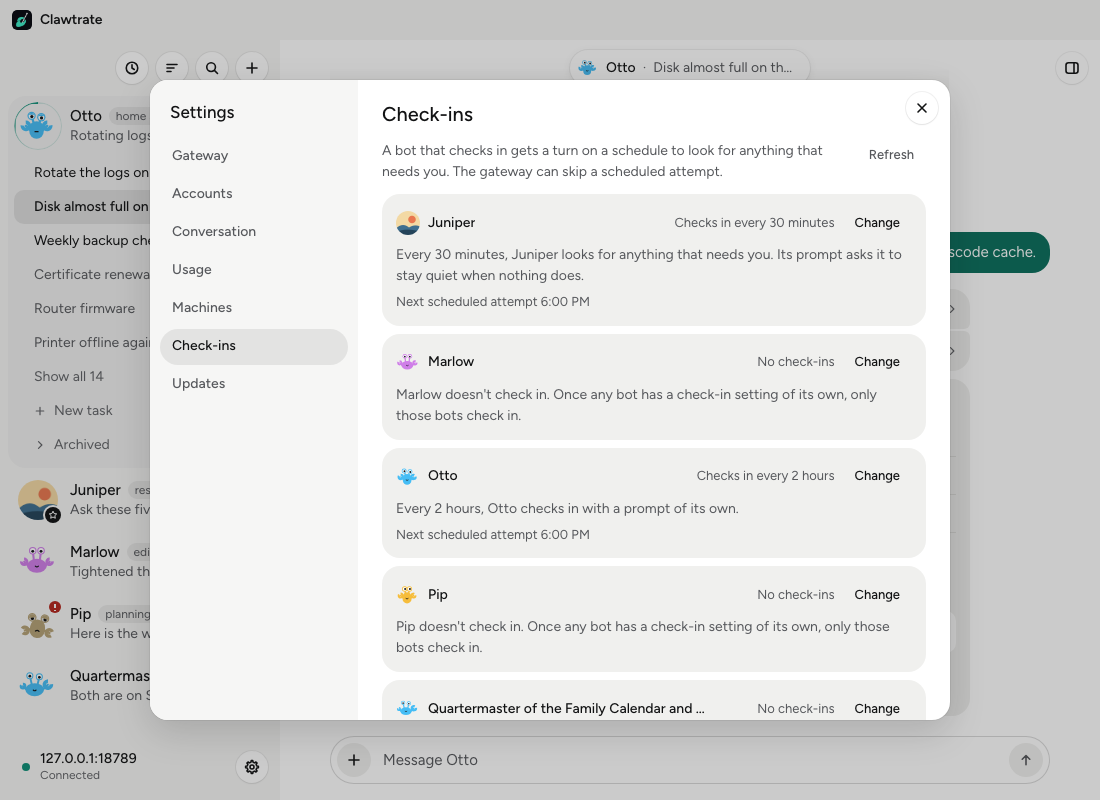 Clawtrate
Otto · Disk almost full on th...
Otto home
Rotating logs
Rotate the logs on
Disk almost full on
Weekly backup che
Certificate renewa
Router firmware
Printer offline again
Show all 14
+ New task
Archived
Juniper res
Ask these fiv
Marlow edi
Tightened th
Pip planning
Here is the w
Quartermas
Both are on S
127.0.0.1:18789
Connected
Settings
Gateway
Accounts
Conversation
Usage
Machines
Check-ins
Updates
Check-ins
A bot that checks in gets a turn on a schedule to look for anything that
needs you. The gateway can skip a scheduled attempt.
Refresh
Juniper Checks in every 30 minutes Change
Every 30 minutes, Juniper looks for anything that needs you. Its prompt asks it to
stay quiet when nothing does.
Next scheduled attempt 6:00 PM
Marlow No check-ins Change
Marlow doesn't check in. Once any bot has a check-in setting of its own, only
those bots check in.
Otto Checks in every 2 hours Change
Every 2 hours, Otto checks in with a prompt of its own.
Next scheduled attempt 6:00 PM
Pip No check-ins Change
Pip doesn't check in. Once any bot has a check-in setting of its own, only those
bots check in.
Quartermaster of the Family Calendar and ... No check-ins Change
scode cache.
Message Otto